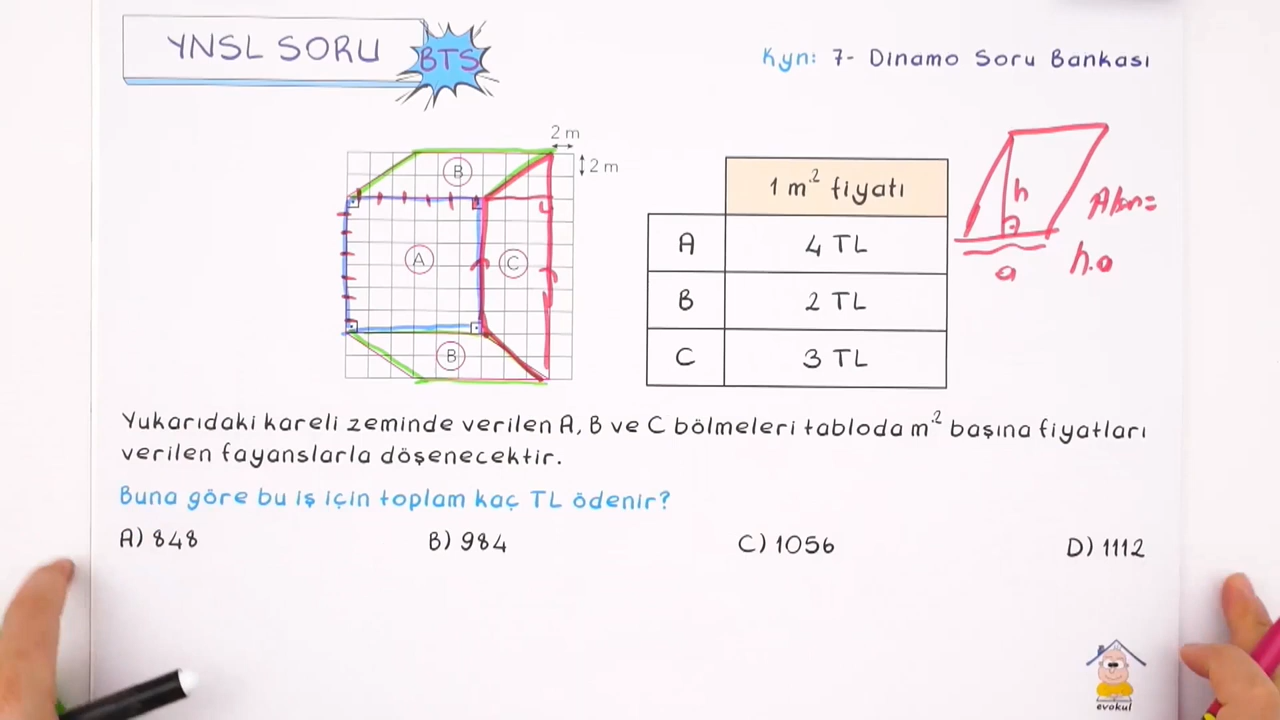 YNSL SORU
BTS
Kyn: 7- Dinamo Soru Bankası
2 m
2 m
B
A
C
B
1 m² fiyatı
A 4 TL
B 2 TL
C 3 TL
h
a
Alan=
h.a
Yukarıdaki kareli zeminde verilen A, B ve C bölmeleri tabloda m² başına fiyatları
verilen fayanslarla döşenecektir.
Buna göre bu iş için toplam kaç TL ödenir?
A) 848
B) 984
C) 1056
D) 1112
evokul